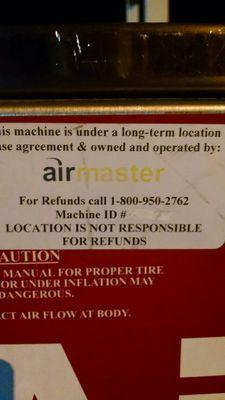 his machine is under a long-term location
ase agreement & owned and operated by:
airmaster
For Refunds call 1-800-950-2762
Machine ID #
LOCATION IS NOT RESPONSIBLE
FOR REFUNDS
CAUTION
MANUAL FOR PROPER TIRE
OR UNDER INFLATION MAY
DANGEROUS.
CT AIR FLOW AT BODY.